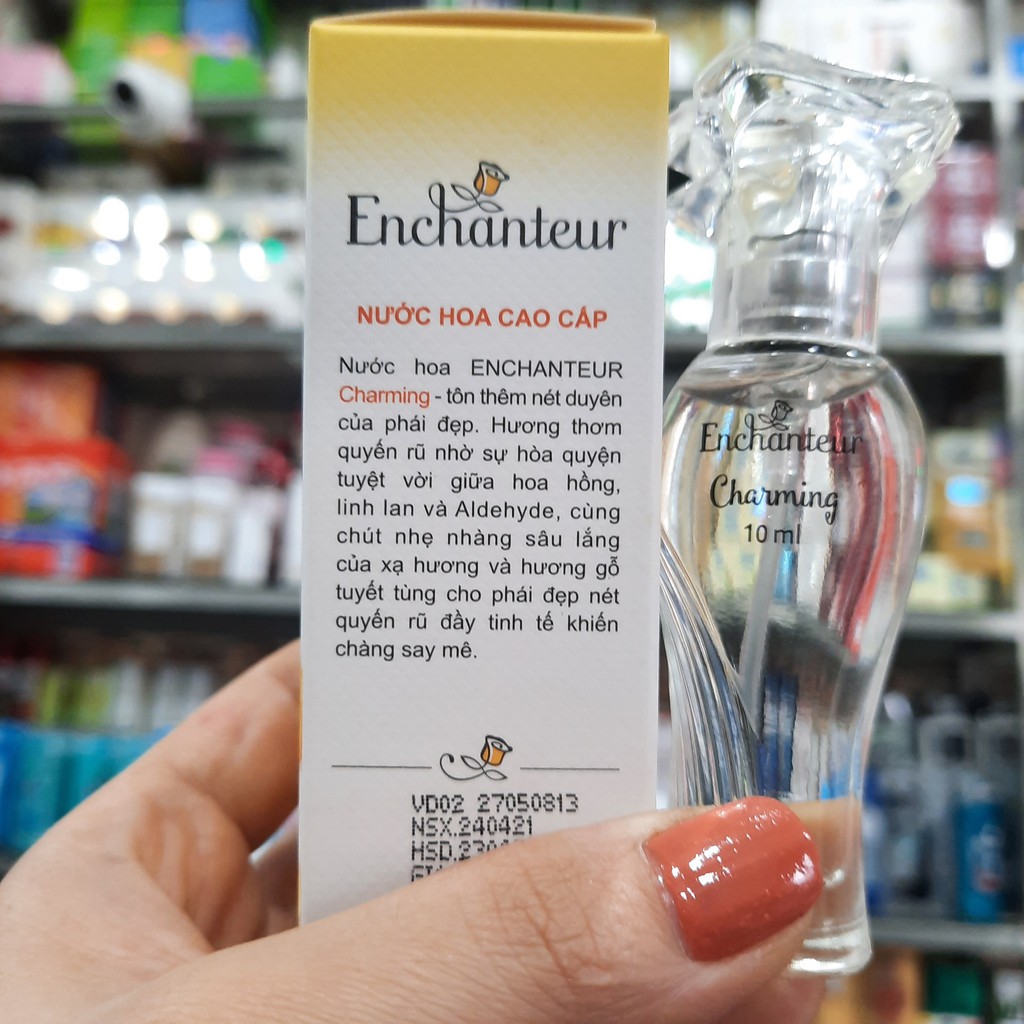 Enchanteur
NƯỚC HOA CAO CẤP
Nước hoa ENCHANTEUR
Charming - tôn thêm nét duyên
của phái đẹp. Hương thơm
quyến rũ nhờ sự hòa quyện
tuyệt vời giữa hoa hồng,
linh lan và Aldehyde, cùng
chút nhẹ nhàng sâu lắng
của xạ hương và hương gỗ
tuyết tùng cho phái đẹp nét
quyến rũ đầy tinh tế khiến
chàng say mê.
VD02 27050813
NSX.240421
Enchanteur
Charming
10 ml